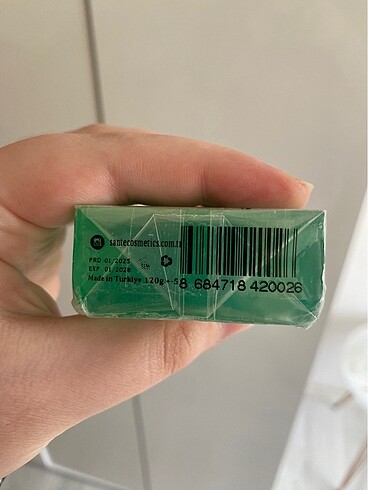 santecosmetics.com.tr
PRD 01/2025
EXP 01/2028
Made in Türkiye 120g
8 684718 420026